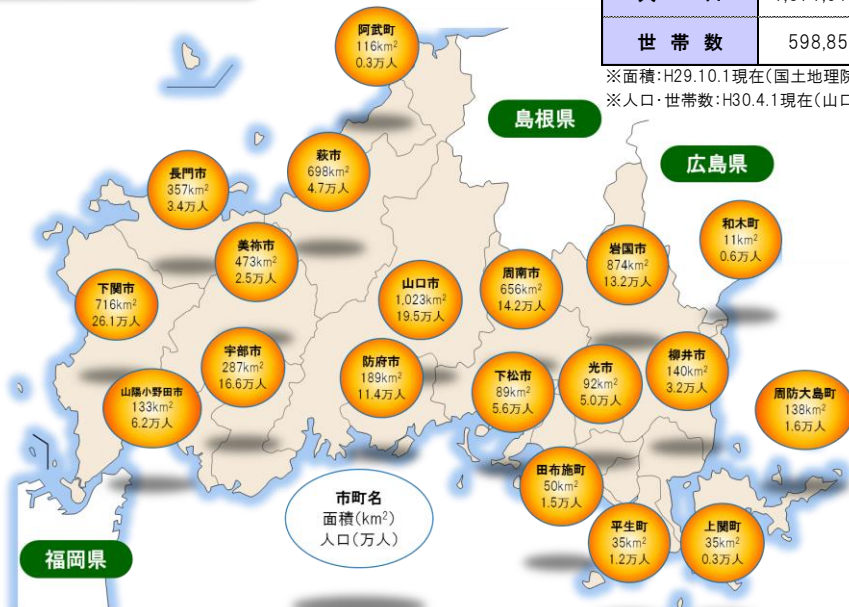 世帯数 598,85
※面積:H29.10.1現在(国土地理院
※人口・世帯数:H30.4.1現在(山口
阿武町
116km²
0.3万人
島根県
広島県
萩市
698km²
4.7万人
長門市
357km²
3.4万人
和木町
11km²
0.6万人
美祢市
473km²
2.5万人
岩国市
874km²
13.2万人
周南市
656km²
14.2万人
山口市
1,023km²
19.5万人
下関市
716km²
26.1万人
宇部市
287km²
16.6万人
防府市
189km²
11.4万人
下松市
89km²
5.6万人
光市
92km²
5.0万人
柳井市
140km²
3.2万人
山陽小野田市
133km²
6.2万人
周防大島町
138km²
1.6万人
田布施町
50km²
1.5万人
市町名
面積(km²)
人口(万人)
平生町
35km²
1.2万人
上関町
35km²
0.3万人
福岡県